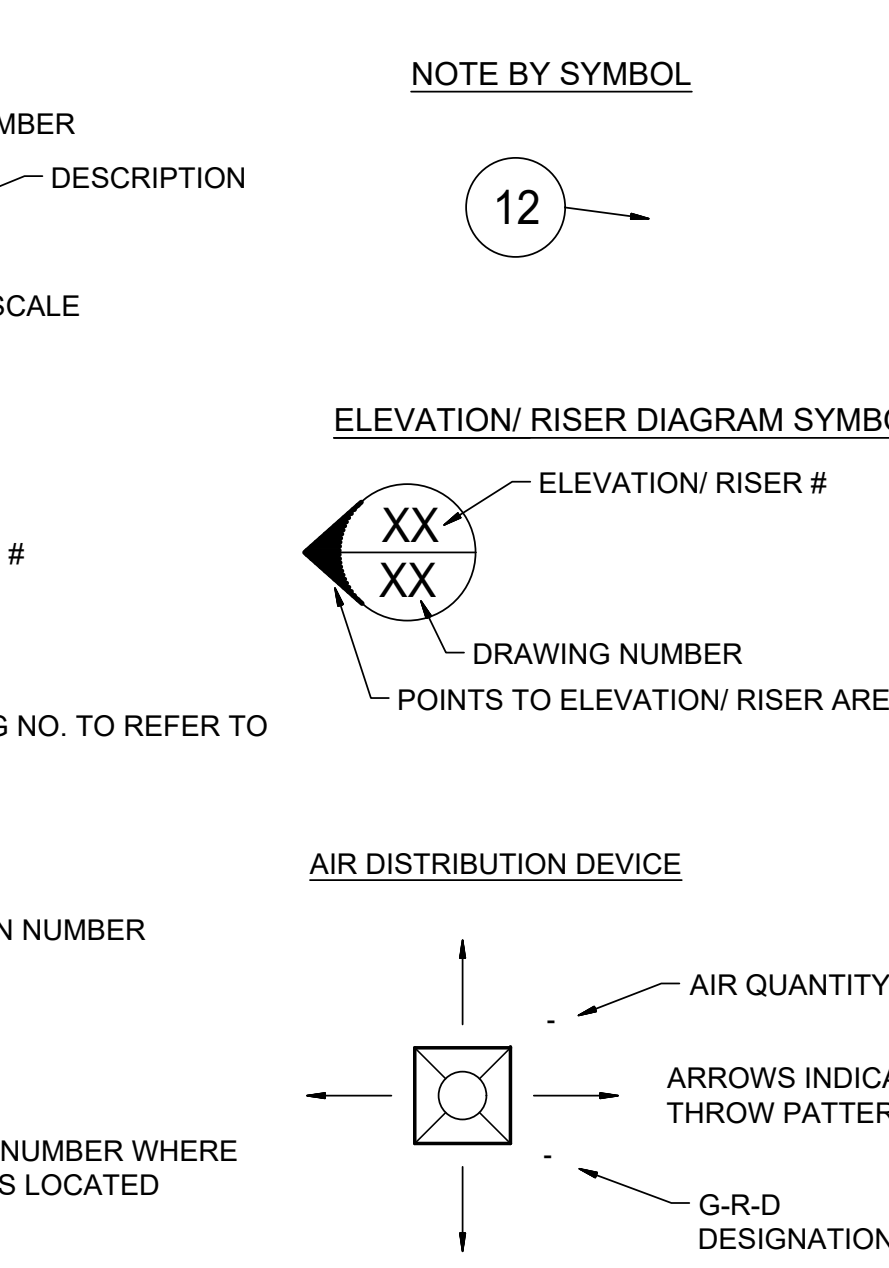 NOTE BY SYMBOL
MBER
DESCRIPTION
12
SCALE
ELEVATION/ RISER DIAGRAM SYMBO
ELEVATION/ RISER #
XX
#
XX
DRAWING NUMBER
POINTS TO ELEVATION/ RISER ARE
G NO. TO REFER TO
AIR DISTRIBUTION DEVICE
N NUMBER
AIR QUANTITY
-
ARROWS INDICA
THROW PATTER
NUMBER WHERE
S LOCATED
-
G-R-D
DESIGNATION